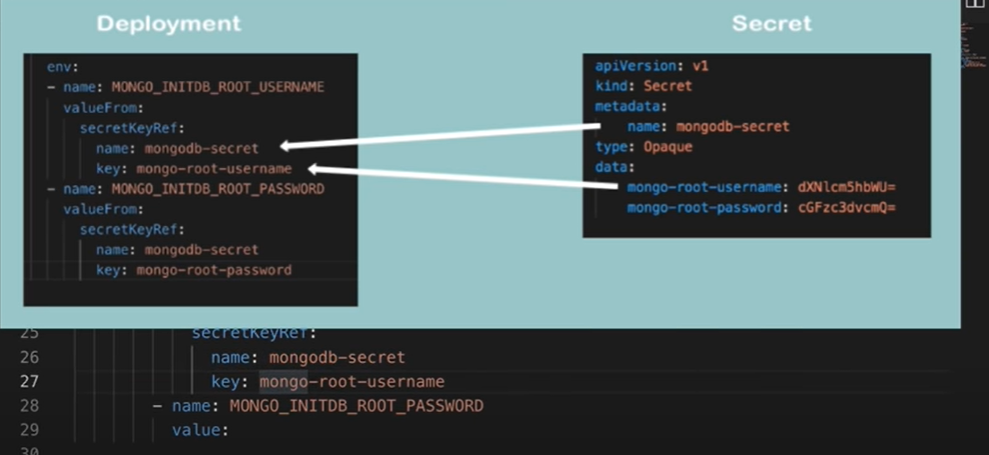 Deployment
env:
- name: MONGO_INITDB_ROOT_USERNAME
valueFrom:
secretKeyRef:
name: mongodb-secret
key: mongo-root-username
- name: MONGO_INITDB_ROOT_PASSWORD
valueFrom:
secretKeyRef:
name: mongodb-secret
key: mongo-root-password
Secret
apiVersion: v1
kind: Secret
metadata:
name: mongodb-secret
type: Opaque
data:
mongo-root-username: dXNlcm5hbWU=
mongo-root-password: cGFzc3dvcmQ=
25 secretKeyRef:
26 name: mongodb-secret
27 key: mongo-root-username
28 - name: MONGO_INITDB_ROOT_PASSWORD
29 value:
30